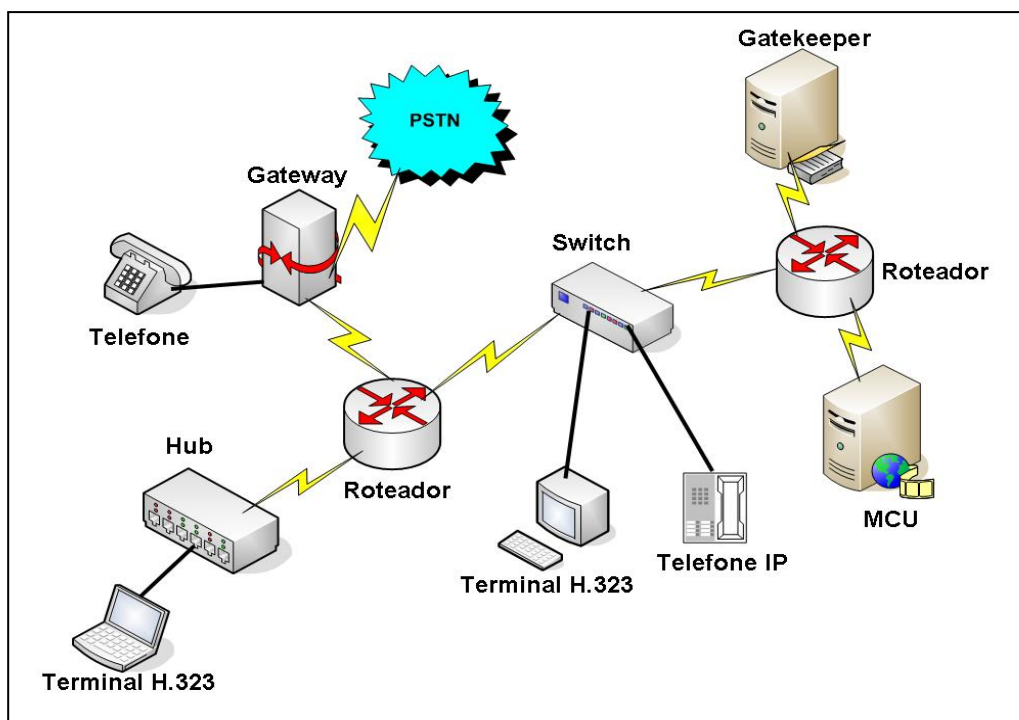 Gatekeeper
PSTN
Gateway
Switch
Roteador
Telefone
Hub
Roteador
MCU
Telefone IP
Terminal H.323
Terminal H.323